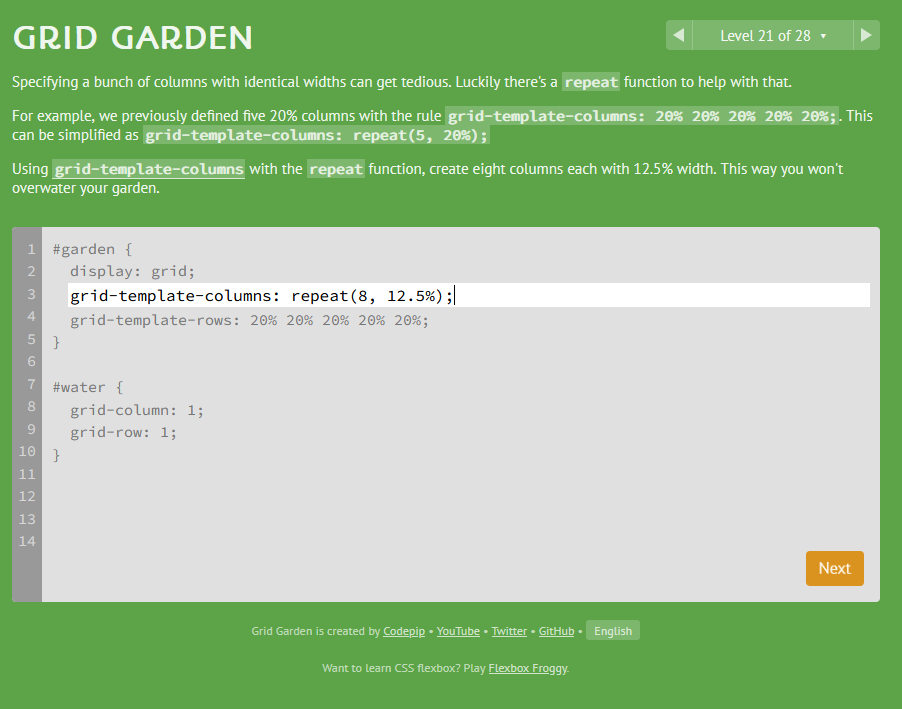 GRID GARDEN
Level 21 of 28
Specifying a bunch of columns with identical widths can get tedious. Luckily there's a repeat function to help with that.
For example, we previously defined five 20% columns with the rule grid-template-columns: 20% 20% 20% 20% 20%;. This
can be simplified as grid-template-columns: repeat(5, 20%);
Using grid-template-columns with the repeat function, create eight columns each with 12.5% width. This way you won't
overwater your garden.
1 #garden {
2 display: grid;
3 grid-template-columns: repeat(8, 12.5%);
4 grid-template-rows: 20% 20% 20% 20% 20%;
5 }
6
7 #water {
8 grid-column: 1;
9 grid-row: 1;
10 }
11
12
13
14
Next
Grid Garden is created by Codepip • YouTube • Twitter • GitHub • English
Want to learn CSS flexbox? Play Flexbox Froggy.